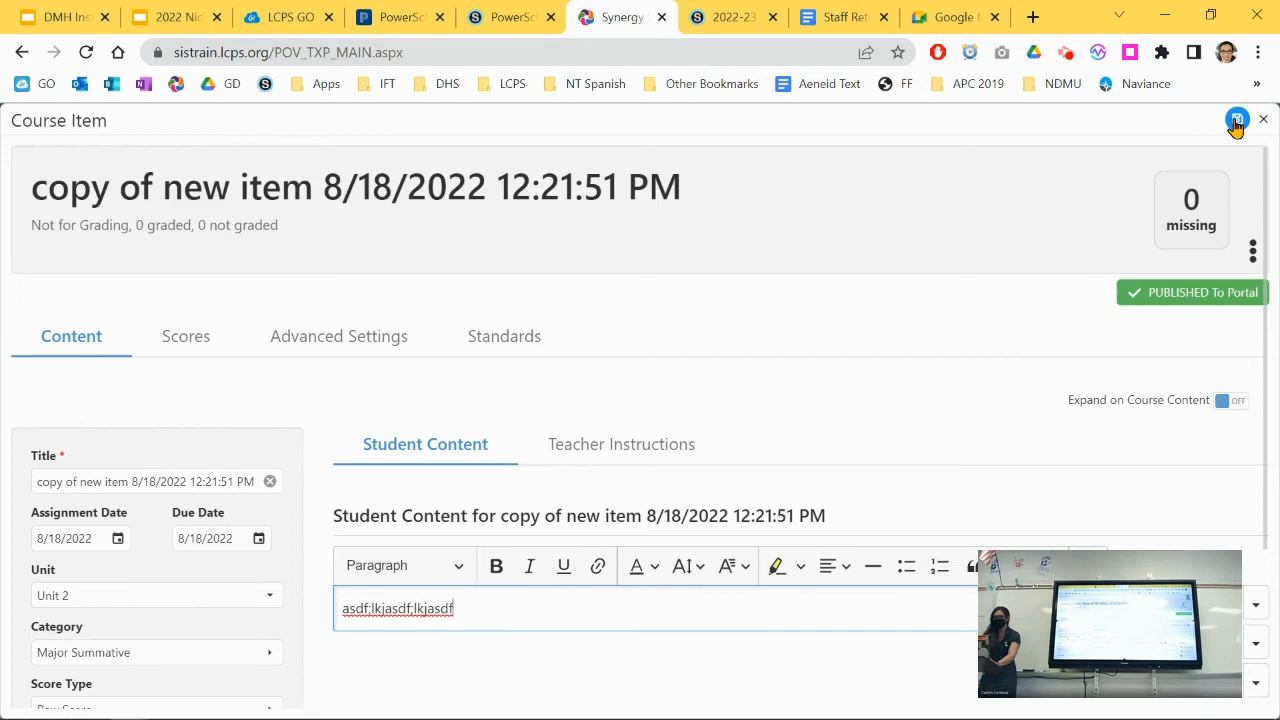 DMH Inst
2022 Nic
LCPS GO
PowerSc
PowerSc
Synergy
2022-23
Staff Ret
Google M
sistrain.lcps.org/POV_TXP_MAIN.aspx
GO
GD
Apps
IFT
DHS
LCPS
NT Spanish
Other Bookmarks
Aeneid Text
FF
APC 2019
NDMU
Naviance
»
Course Item
copy of new item 8/18/2022 12:21:51 PM
Not for Grading, 0 graded, 0 not graded
0
missing
PUBLISHED To Portal
Content
Scores
Advanced Settings
Standards
Expand on Course Content OFF
Student Content
Teacher Instructions
Title *
copy of new item 8/18/2022 12:21:51 PM
Assignment Date
Due Date
8/18/2022
8/18/2022
Unit
Unit 2
Category
Major Summative
Score Type
Raw Score
Student Content for copy of new item 8/18/2022 12:21:51 PM
Paragraph